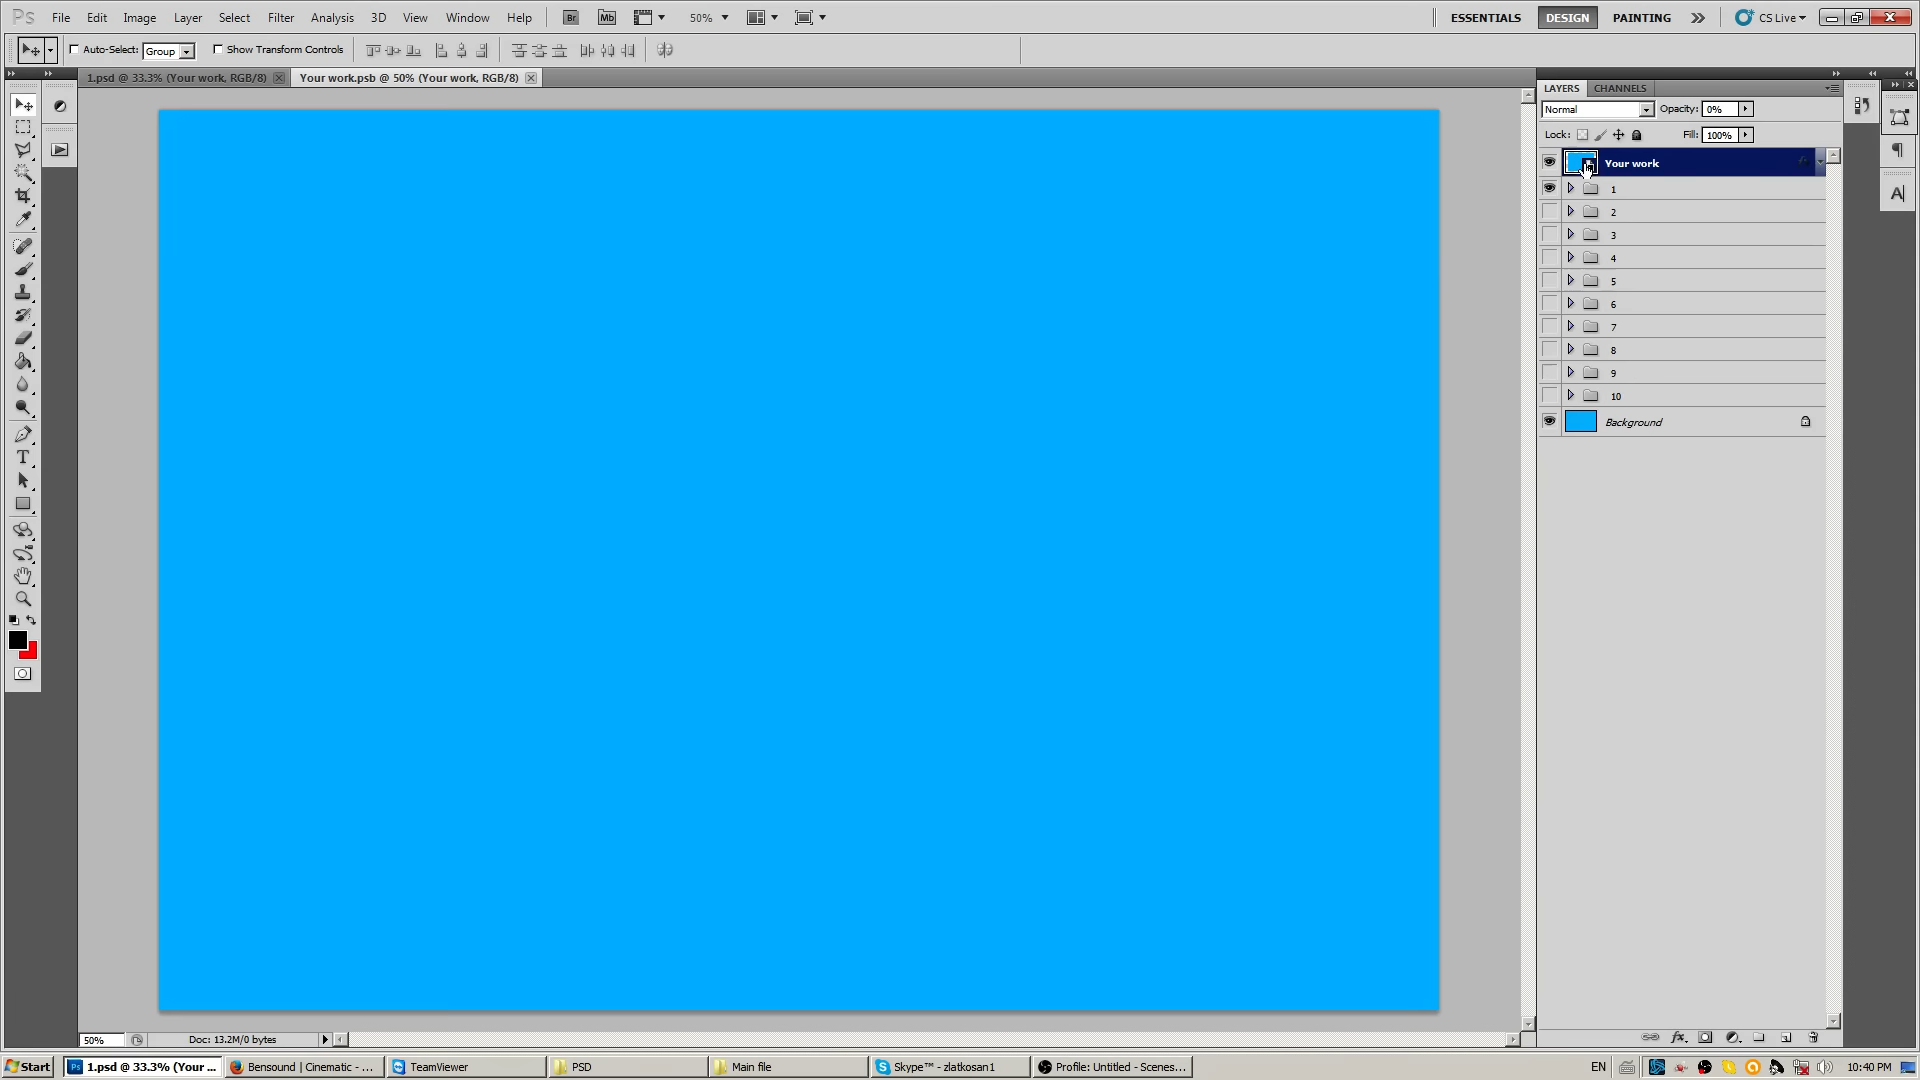 Ps File Edit Image Layer Select Filter Analysis 3D View Window Help Br Mb 50% ESSENTIALS DESIGN PAINTING CS Live
Auto-Select: Group Show Transform Controls
1.psd @ 33.3% (Your work, RGB/8) Your work.psb @ 50% (Your work, RGB/8)
LAYERS CHANNELS
Normal Opacity: 0%
Lock: Fill: 100%
Your work
1
2
3
4
5
6
7
8
9
10
Background
50% Doc: 13.2M/0 bytes
Start Ps 1.psd @ 33.3% (Your ... Bensound | Cinematic - ... TeamViewer PSD Main file Skype™ - zlatkosan1 Profile: Untitled - Scenes... EN 10:40 PM